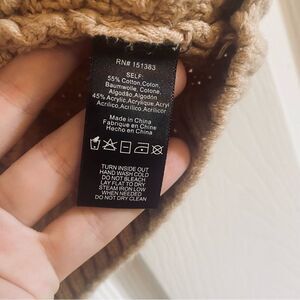 RN# 151383
SELF:
55% Cotton,Coton,
Baumwolle, Cotone,
Algodão,Algodón
45% Acrylic,Acrylique,Acryl
Acrilico,Acrílico,Acrílico
Made in China
Fabriqué en Chine
Hecho en China
TURN INSIDE OUT
HAND WASH COLD
DO NOT BLEACH
LAY FLAT TO DRY
STEAM IRON LOW
WHEN NEEDED
DO NOT DRY CLEAN